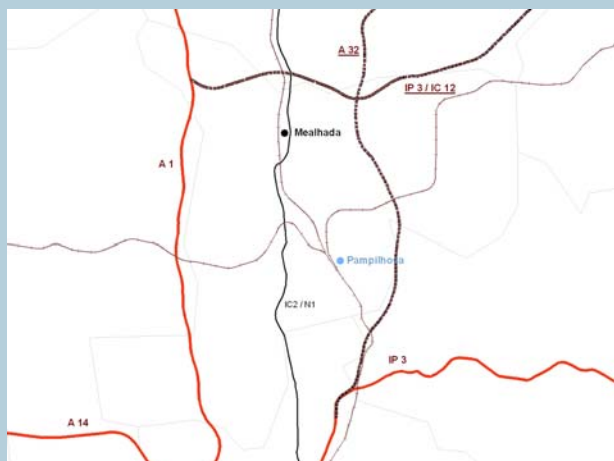 A 32
IP 3 / IC 12
Mealhada
A 1
Pampilhosa
IC2 / N1
IP 3
A 14